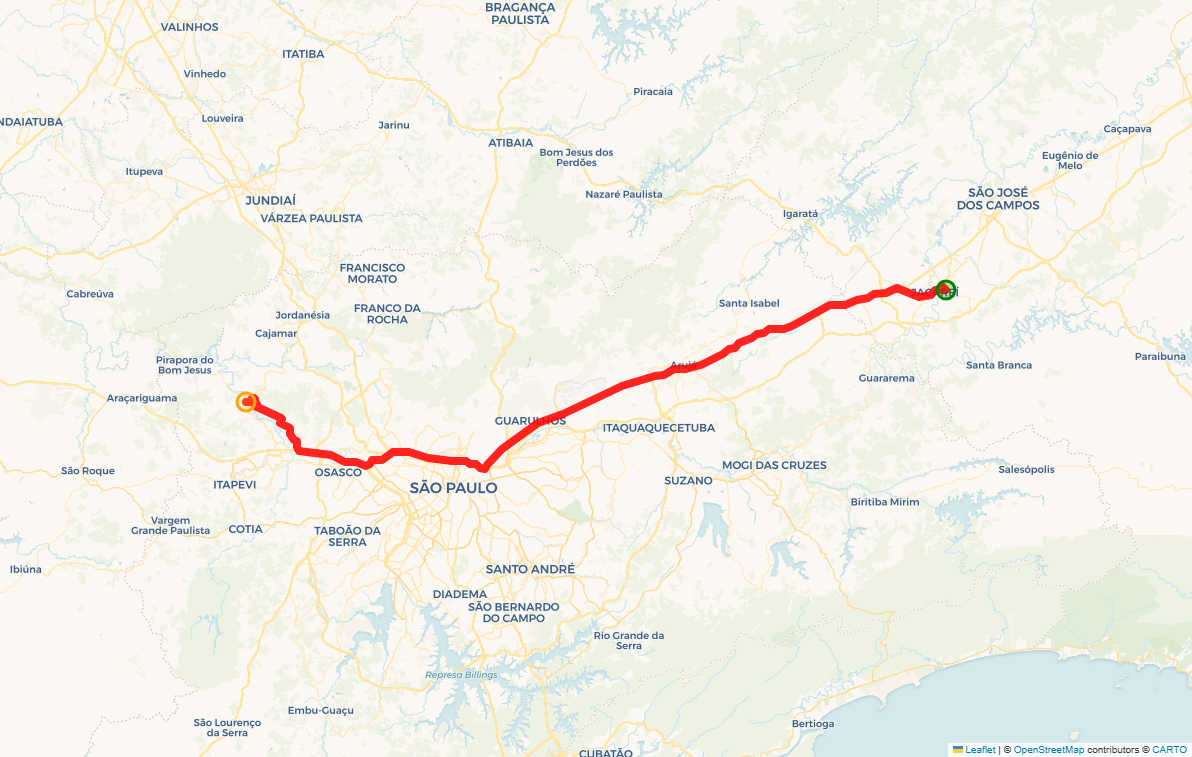 BRAGANÇA
PAULISTA
VALINHOS
ITATIBA
Vinhedo
Piracaia
Louveira
NDAIATUBA
Jarinu
Caçapava
ATIBAIA
Bom Jesus dos
Perdões
Eugênio de
Melo
Itupeva
Nazaré Paulista
SÃO JOSÉ
DOS CAMPOS
JUNDIAÍ
VÁRZEA PAULISTA
Igaratá
FRANCISCO
MORATO
Cabreúva
Santa Isabel
Jordanésia
FRANCO DA
ROCHA
Cajamar
Pirapora do
Bom Jesus
Arujá
Santa Branca
Paraibuna
Guararema
Araçariguama
GUARULHOS
ITAQUAQUECETUBA
São Roque
OSASCO
MOGI DAS CRUZES
Salesópolis
ITAPEVI
SÃO PAULO
SUZANO
Biritiba Mirim
Vargem
Grande Paulista
COTIA
TABOÃO DA
SERRA
Ibiúna
SANTO ANDRÉ
DIADEMA
SÃO BERNARDO
DO CAMPO
Rio Grande da
Serra
Represa Billings
Embu-Guaçu
São Lourenço
da Serra
Bertioga
CUBATÃO
Leaflet | © OpenStreetMap contributors © CARTO